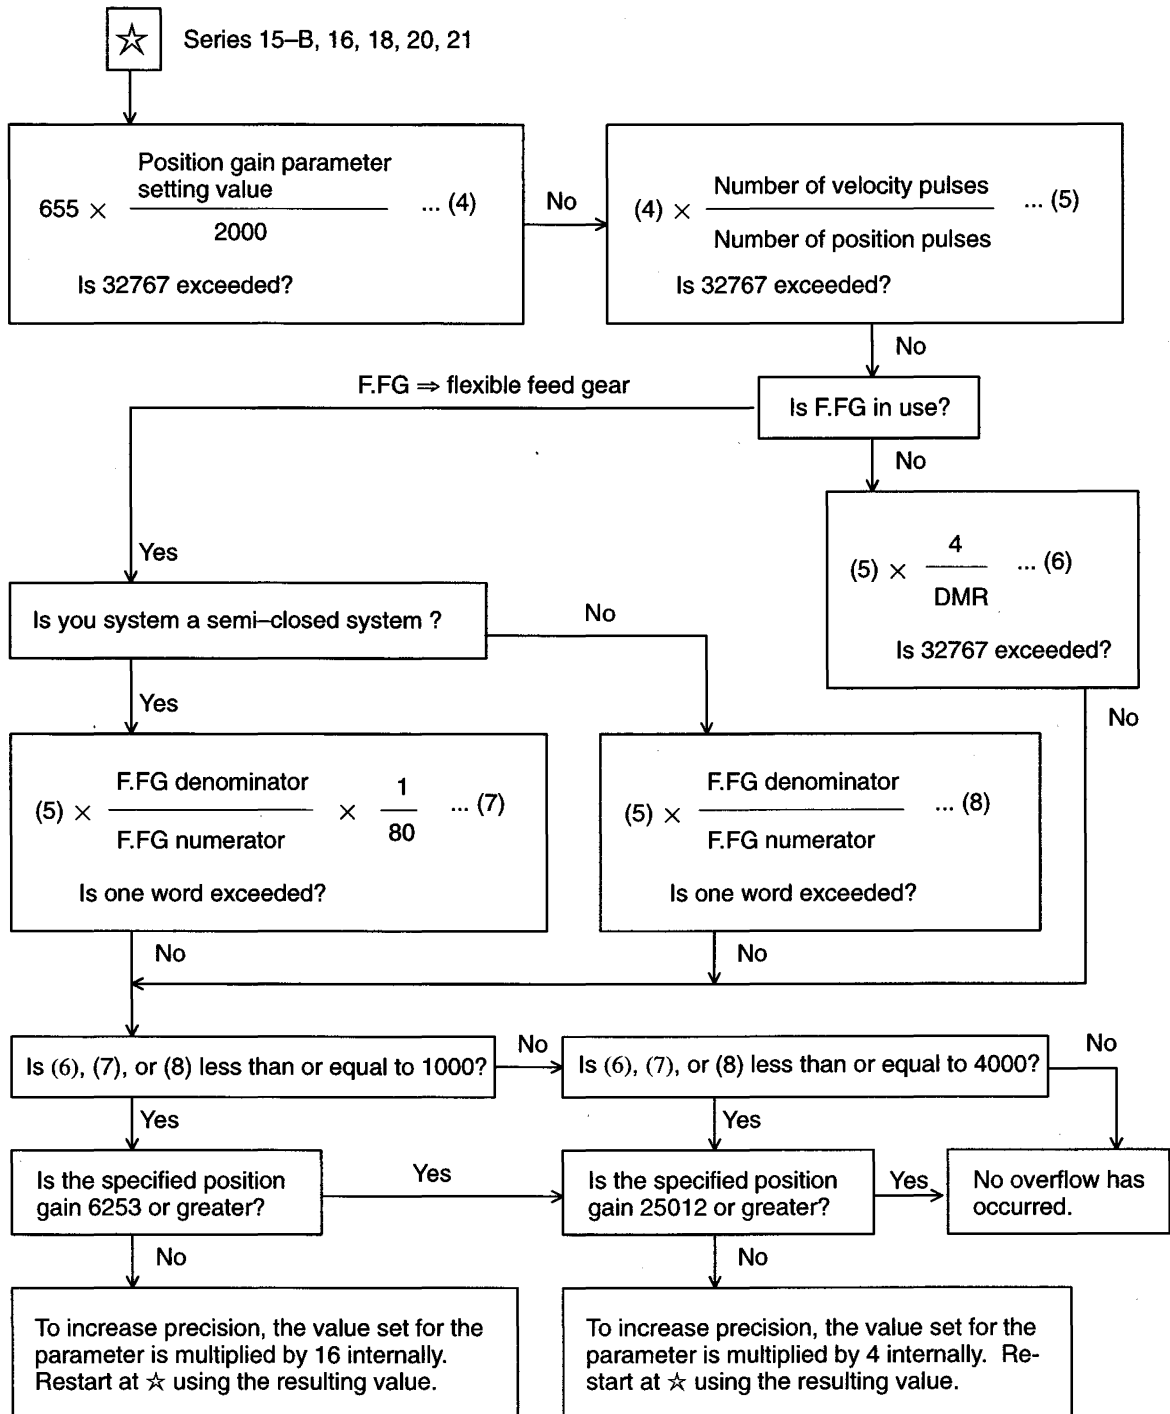 ☆ Series 15–B, 16, 18, 20, 21
Position gain parameter
setting value
655 × ... (4)
2000
Is 32767 exceeded?
No
Number of velocity pulses
(4) × ... (5)
Number of position pulses
Is 32767 exceeded?
No
F.FG ⇒ flexible feed gear
Is F.FG in use?
No
4
(5) × ... (6)
DMR
Is 32767 exceeded?
No
Yes
Is you system a semi–closed system ?
No
Yes
F.FG denominator 1
(5) × × ... (7)
F.FG numerator 80
Is one word exceeded?
No
F.FG denominator
(5) × ... (8)
F.FG numerator
Is one word exceeded?
No
Is (6), (7), or (8) less than or equal to 1000?
No
Is (6), (7), or (8) less than or equal to 4000?
No
Yes
Yes
Is the specified position
gain 6253 or greater?
Yes
Is the specified position
gain 25012 or greater?
Yes
No overflow has
occurred.
No
No
To increase precision, the value set for the
parameter is multiplied by 16 internally.
Restart at ☆ using the resulting value.
To increase precision, the value set for the
parameter is multiplied by 4 internally. Re-
start at ☆ using the resulting value.